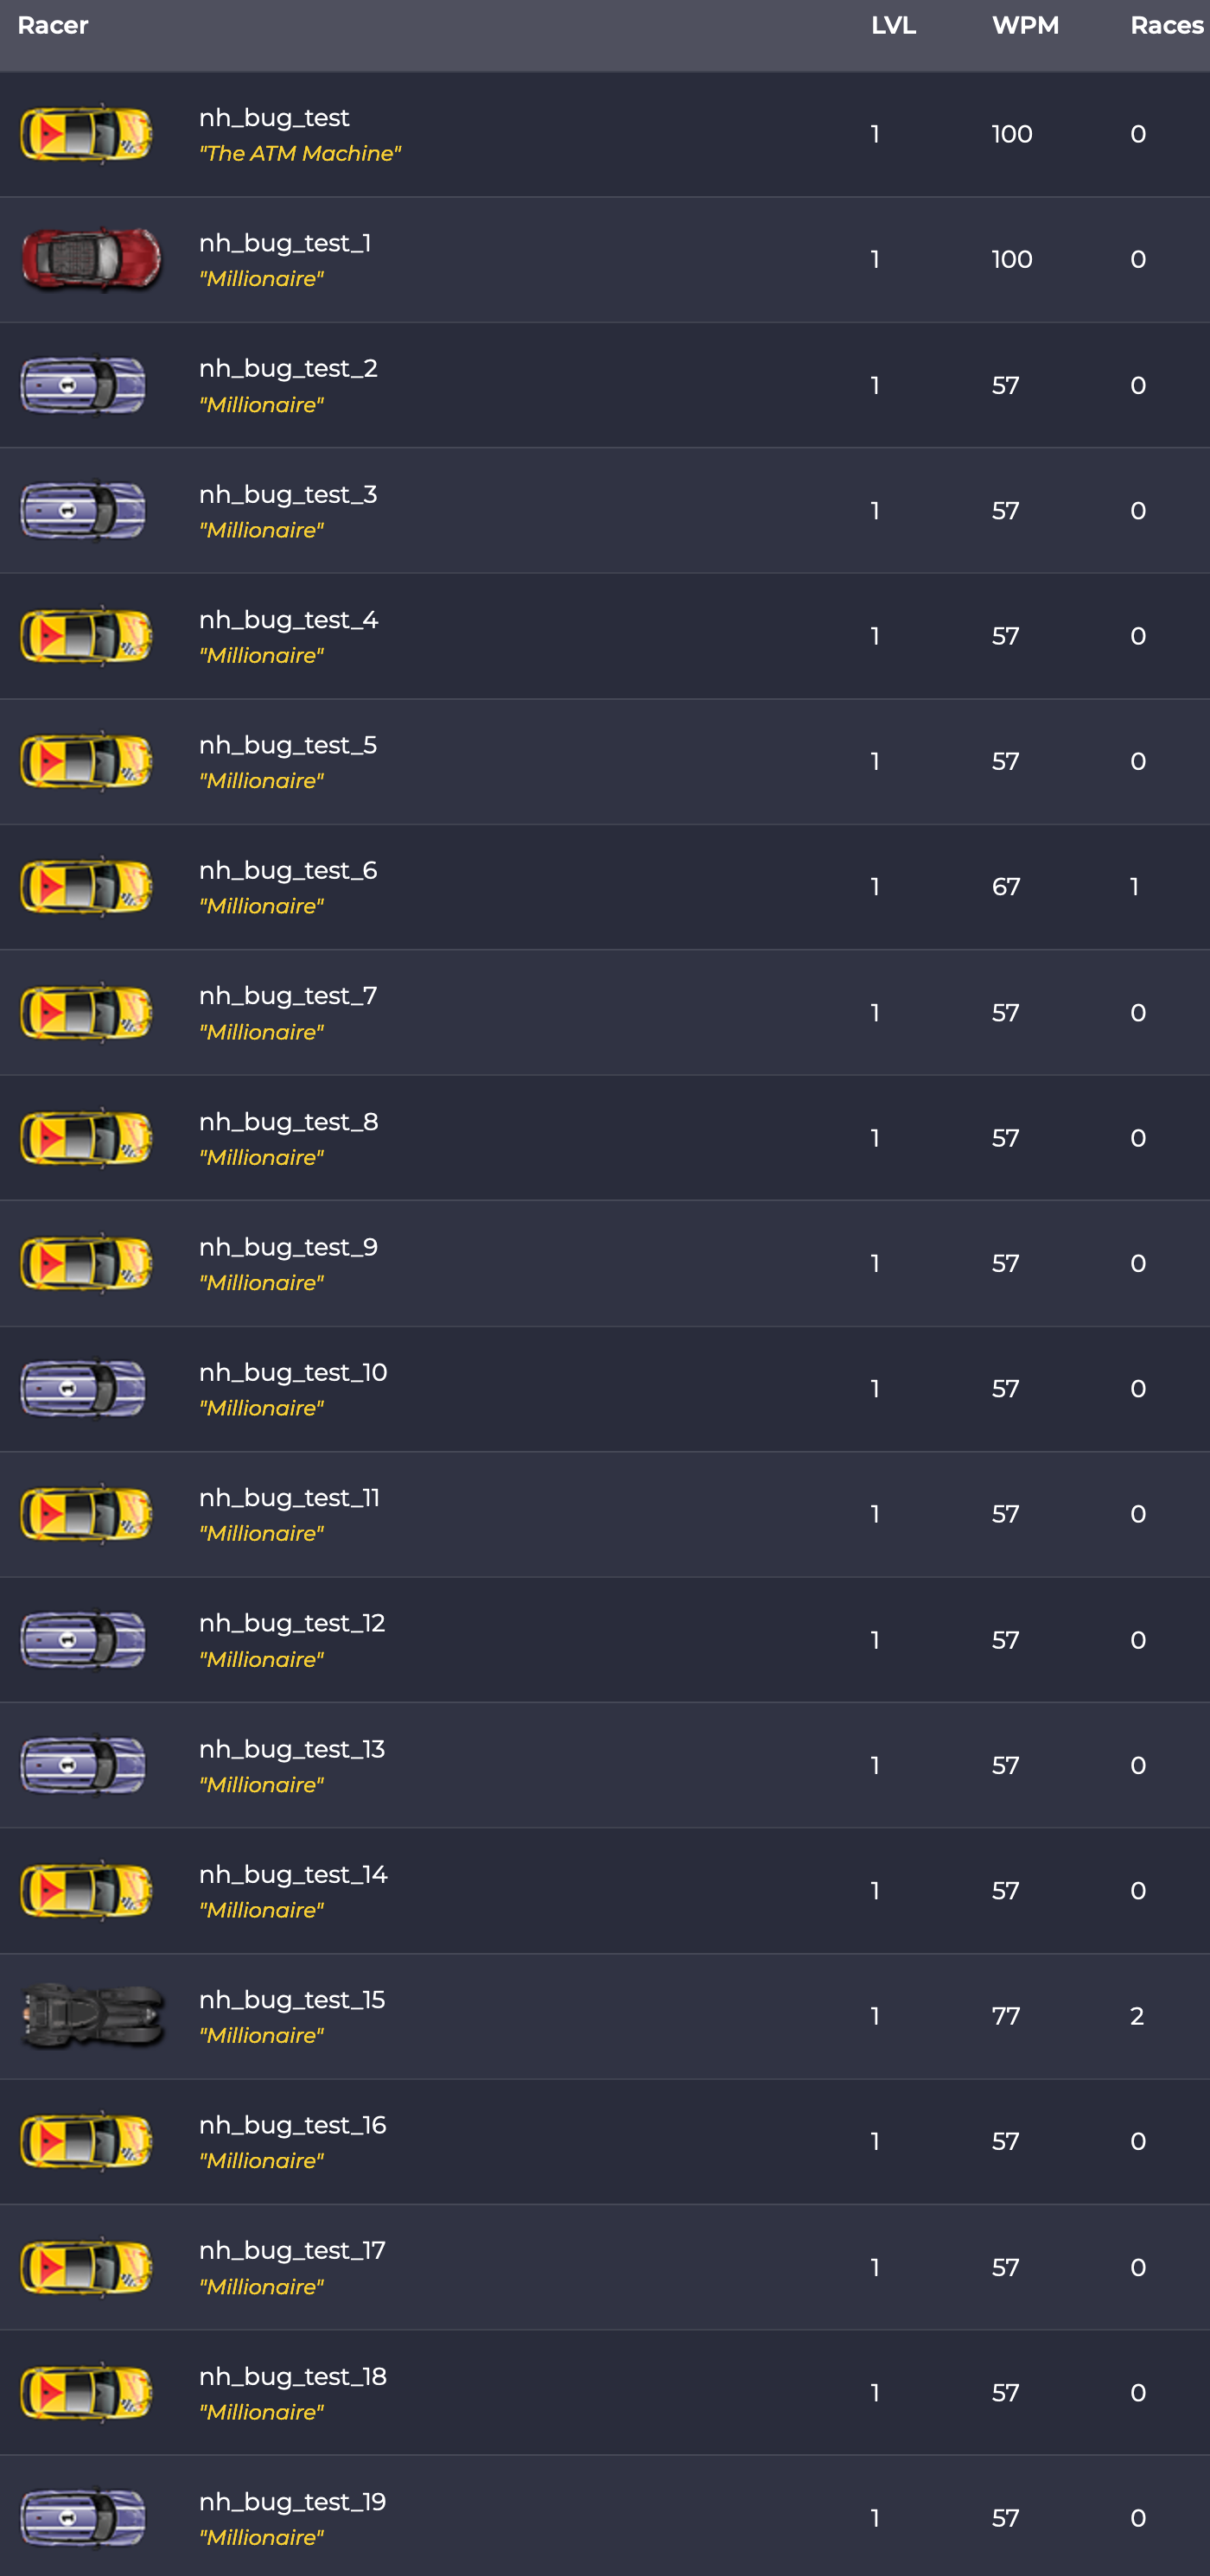 Racer LVL WPM Races
nh_bug_test
"The ATM Machine"
1 100 0
nh_bug_test_1
"Millionaire"
1 100 0
nh_bug_test_2
"Millionaire"
1 57 0
nh_bug_test_3
"Millionaire"
1 57 0
nh_bug_test_4
"Millionaire"
1 57 0
nh_bug_test_5
"Millionaire"
1 57 0
nh_bug_test_6
"Millionaire"
1 67 1
nh_bug_test_7
"Millionaire"
1 57 0
nh_bug_test_8
"Millionaire"
1 57 0
nh_bug_test_9
"Millionaire"
1 57 0
nh_bug_test_10
"Millionaire"
1 57 0
nh_bug_test_11
"Millionaire"
1 57 0
nh_bug_test_12
"Millionaire"
1 57 0
nh_bug_test_13
"Millionaire"
1 57 0
nh_bug_test_14
"Millionaire"
1 57 0
nh_bug_test_15
"Millionaire"
1 77 2
nh_bug_test_16
"Millionaire"
1 57 0
nh_bug_test_17
"Millionaire"
1 57 0
nh_bug_test_18
"Millionaire"
1 57 0
nh_bug_test_19
"Millionaire"
1 57 0